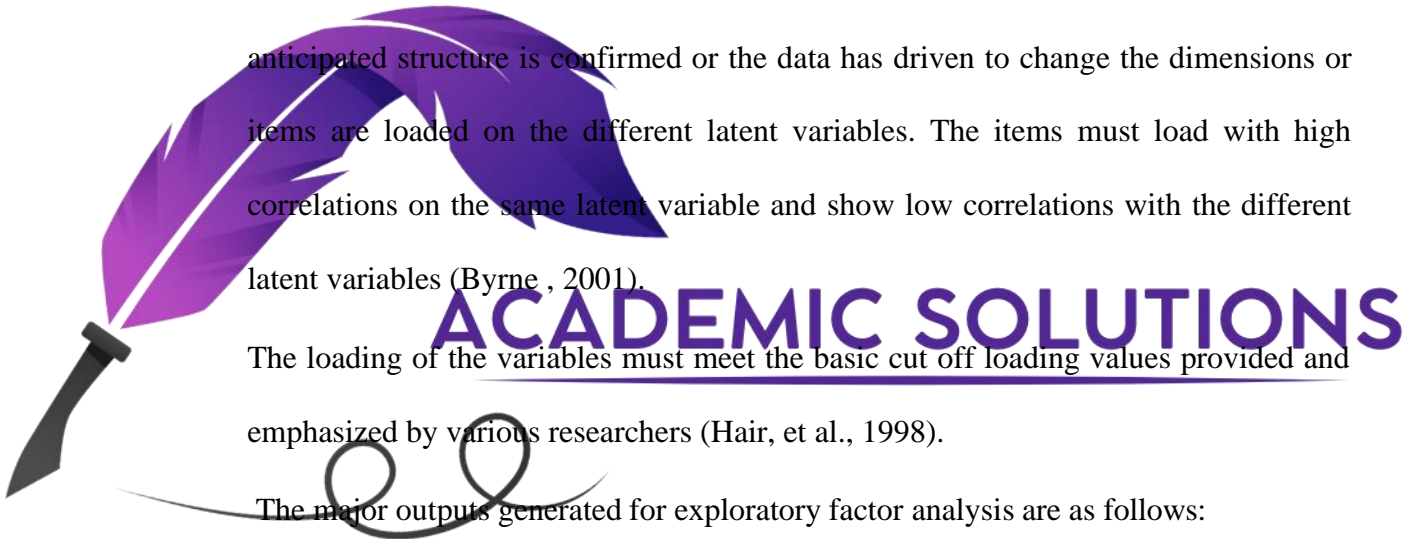 anticipated structure is confirmed or the data has driven to change the dimensions or
items are loaded on the different latent variables. The items must load with high
correlations on the same latent variable and show low correlations with the different
latent variables (Byrne , 2001).
ACADEMIC SOLUTIONS
The loading of the variables must meet the basic cut off loading values provided and
emphasized by various researchers (Hair, et al., 1998).
The major outputs generated for exploratory factor analysis are as follows: